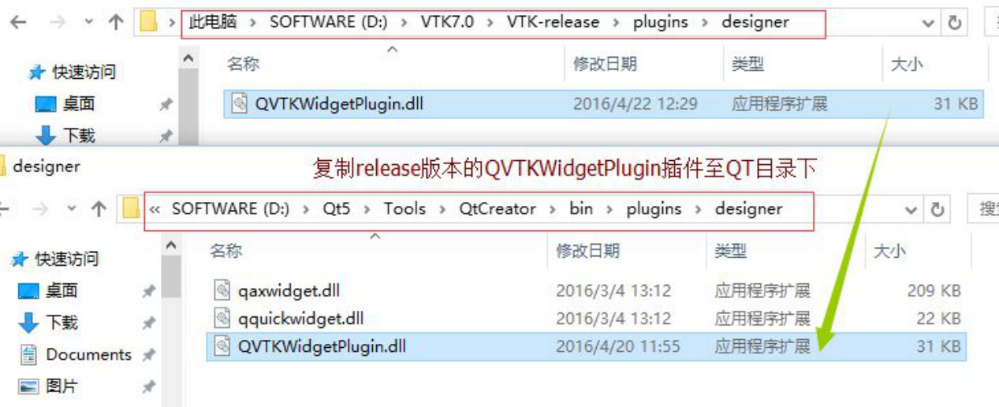 此电脑 › SOFTWARE (D:) › VTK7.0 › VTK-release › plugins › designer
名称 修改日期 类型 大小
快速访问
QVTKWidgetPlugin.dll 2016/4/22 12:29 应用程序扩展 31 KB
桌面
下载
designer
复制release版本的QVTKWidgetPlugin插件至QT目录下
« SOFTWARE (D:) › Qt5 › Tools › QtCreator › bin › plugins › designer
名称 修改日期 类型 大小
快速访问
桌面
qaxwidget.dll 2016/3/4 13:12 应用程序扩展 209 KB
下载
qquickwidget.dll 2016/3/4 13:12 应用程序扩展 22 KB
Documents
QVTKWidgetPlugin.dll 2016/4/20 11:55 应用程序扩展 31 KB
图片